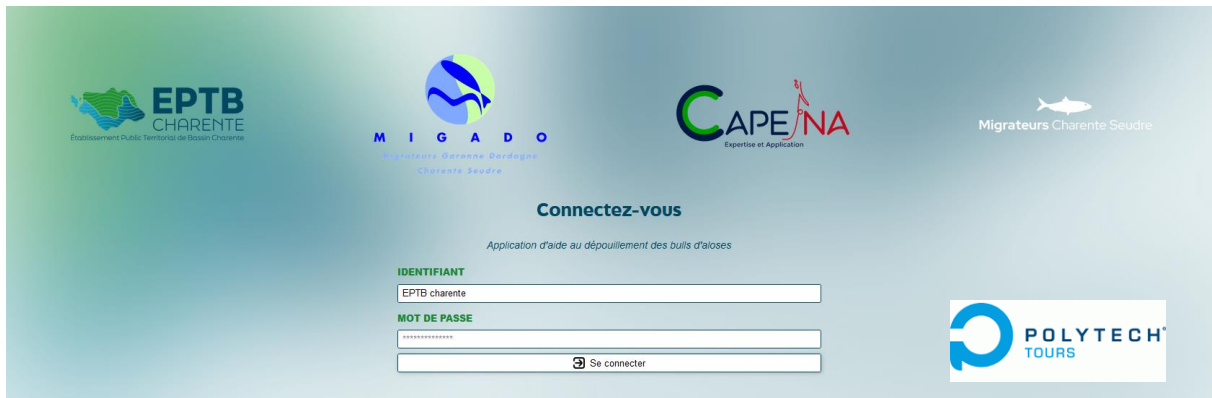 EPTB
CHARENTE
Établissement Public Territorial de Bassin Charente
MIGADO
Migrateurs Garonne Dordogne
Charente Seudre
CAPENA
Expertise et Application
Migrateurs Charente Seudre
Connectez-vous
Application d'aide au dépouillement des bulls d'aloses
IDENTIFIANT
EPTB charente
MOT DE PASSE
**************
Se connecter
POLYTECH°
TOURS